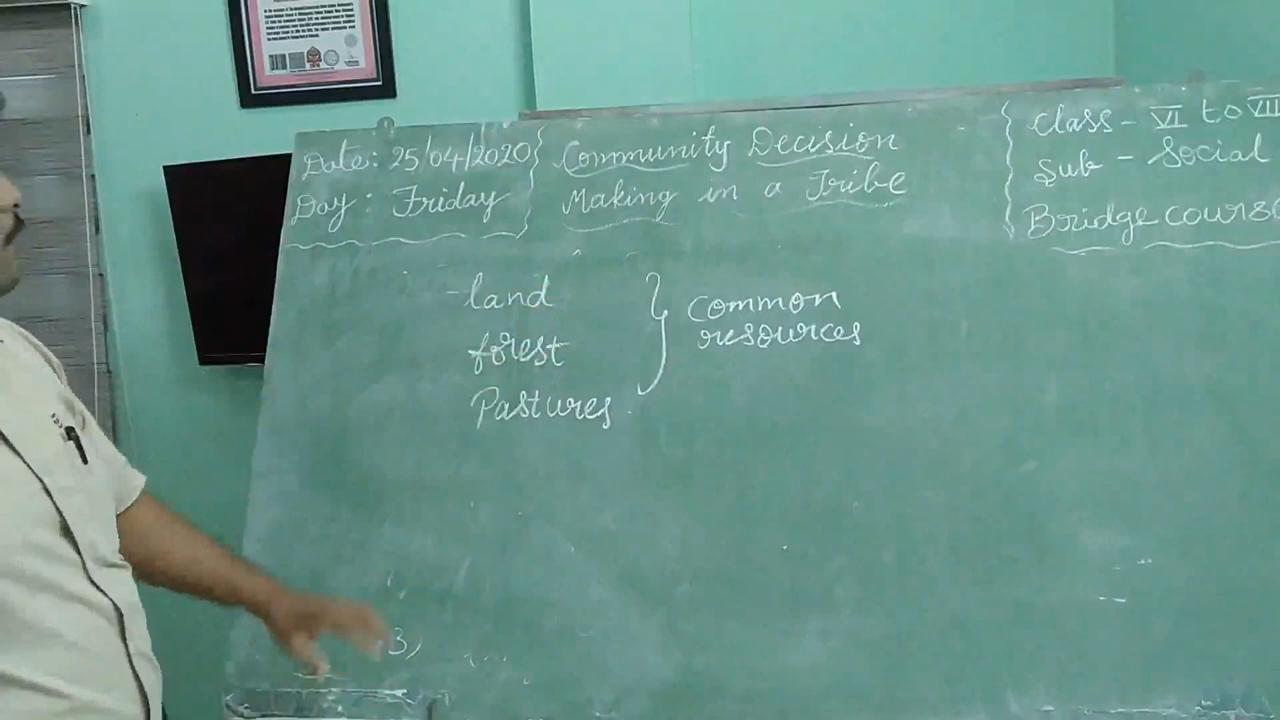 Date: 25/04/2020
Day: Friday
Community Decision
Making in a Tribe
Class - VI to VII
Sub - Social
Bridge course
land
forest
Pastures.
common
resources
3)